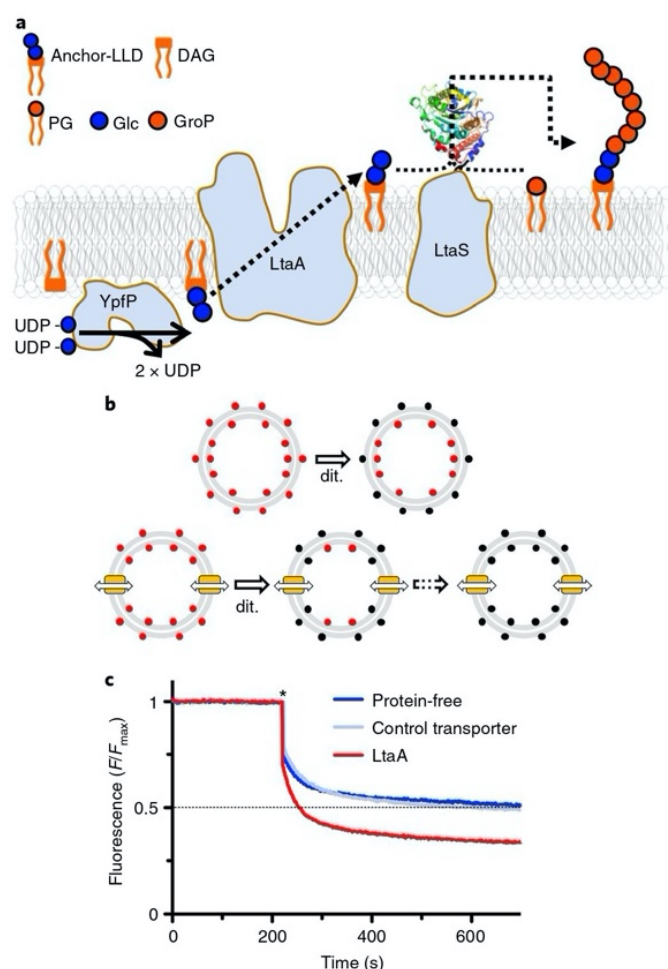 a
Anchor-LLD DAG
PG Glc GroP
LtaA
LtaS
YpfP
UDP -
UDP -
2 × UDP
b
dit.
dit.
c
*
Protein-free
Control transporter
LtaA
1
0.5
0
Fluorescence (F/Fmax)
0 200 400 600
Time (s)